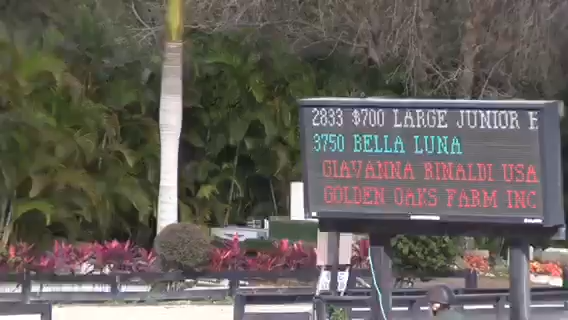 2833 $700 LARGE JUNIOR H
3750 BELLA LUNA
GIAVANNA RINALDI USA
GOLDEN OAKS FARM INC